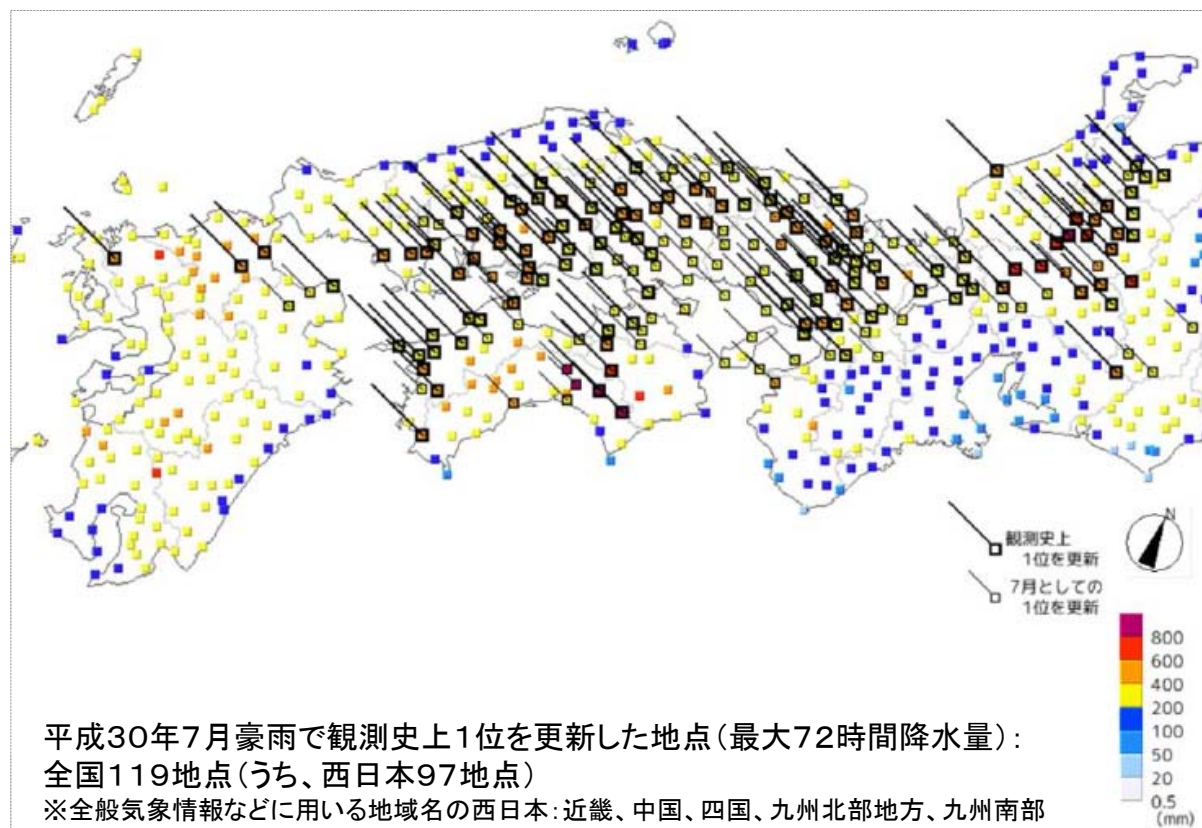 N
観測史上
1位を更新
7月としての
1位を更新
800
600
400
200
100
50
20
0.5
(mm)
平成30年7月豪雨で観測史上1位を更新した地点(最大72時間降水量):
全国119地点(うち、西日本97地点)
※全般気象情報などに用いる地域名の西日本:近畿、中国、四国、九州北部地方、九州南部